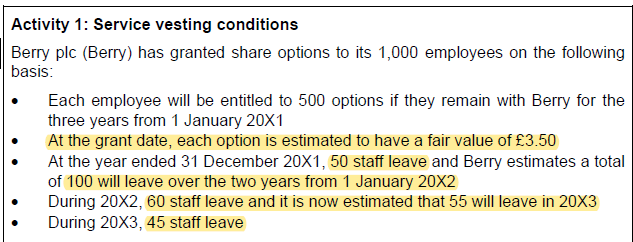 Activity 1: Service vesting conditions
Berry plc (Berry) has granted share options to its 1,000 employees on the following
basis:
• Each employee will be entitled to 500 options if they remain with Berry for the
three years from 1 January 20X1
• At the grant date, each option is estimated to have a fair value of £3.50
• At the year ended 31 December 20X1, 50 staff leave and Berry estimates a total
of 100 will leave over the two years from 1 January 20X2
• During 20X2, 60 staff leave and it is now estimated that 55 will leave in 20X3
• During 20X3, 45 staff leave